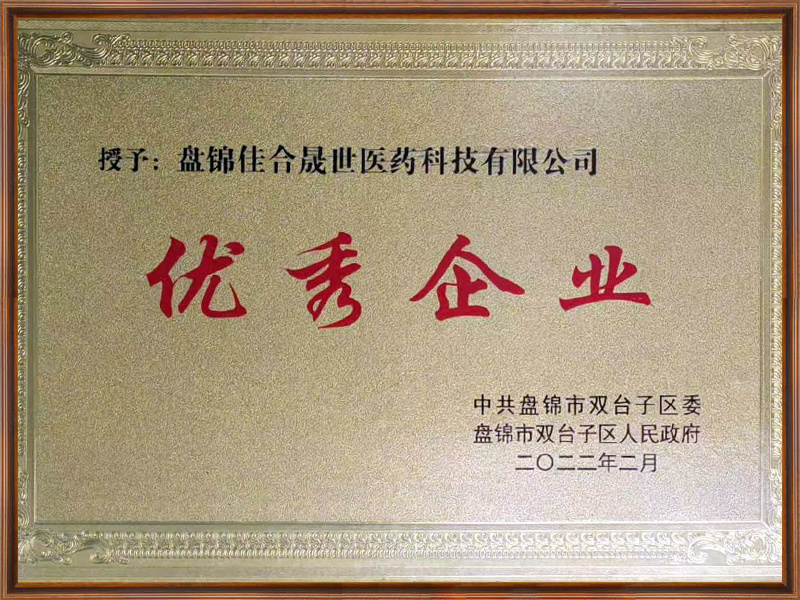 授予：盘锦佳合晟世医药科技有限公司
优秀企业
中共盘锦市双台子区委
盘锦市双台子区人民政府
二〇二二年二月